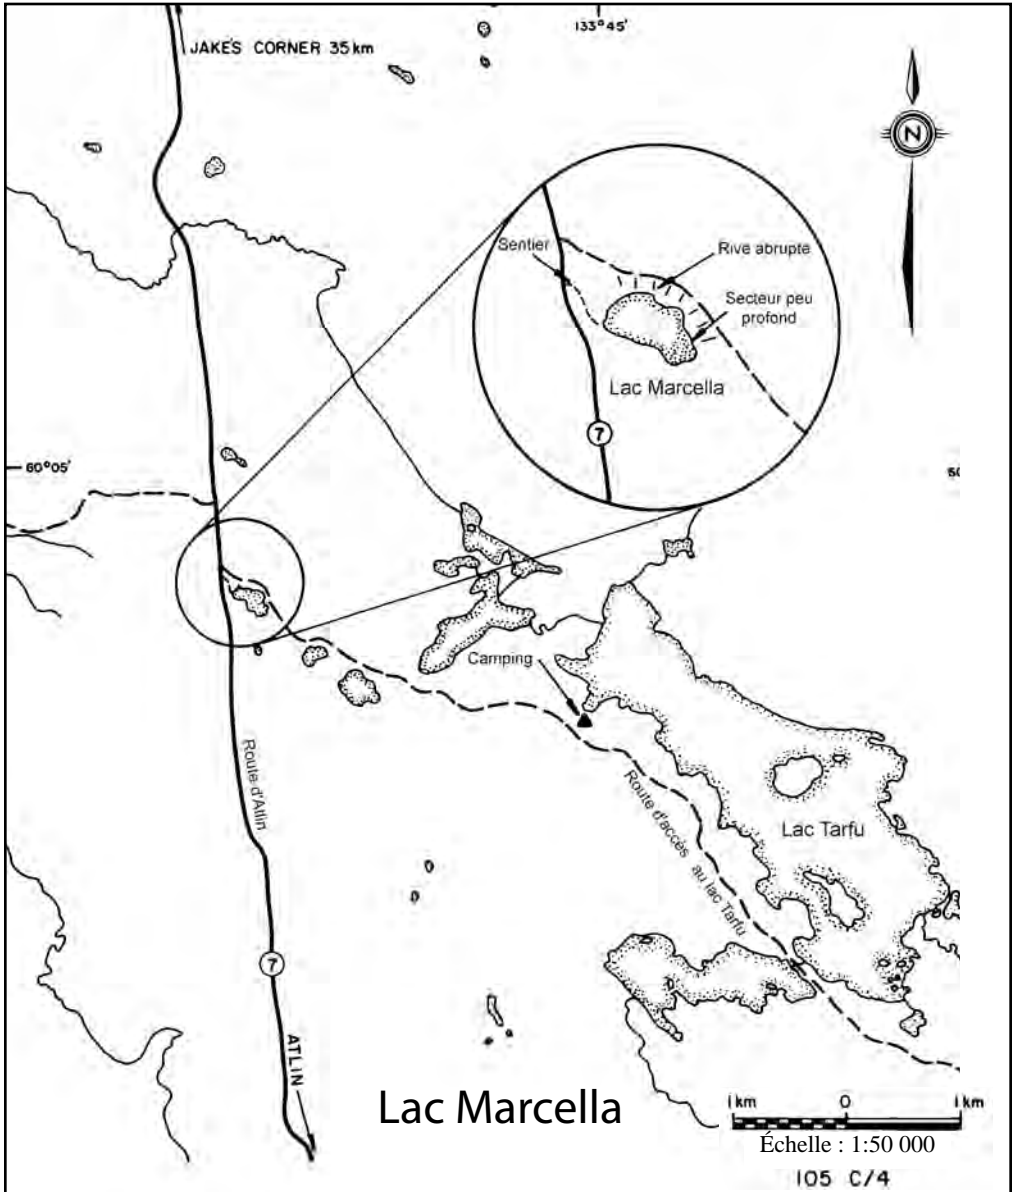 133°45'
JAKE'S CORNER 35 km
N
Sentier
Rive abrupte
Secteur peu
profond
Lac Marcella
7
60°05'
60
Camping
Route d'Atlin
Route d'accès au lac Tarfu
Lac Tarfu
7
ATLIN
Lac Marcella
1 km 0 1 km
Échelle : 1:50 000
105 C/4